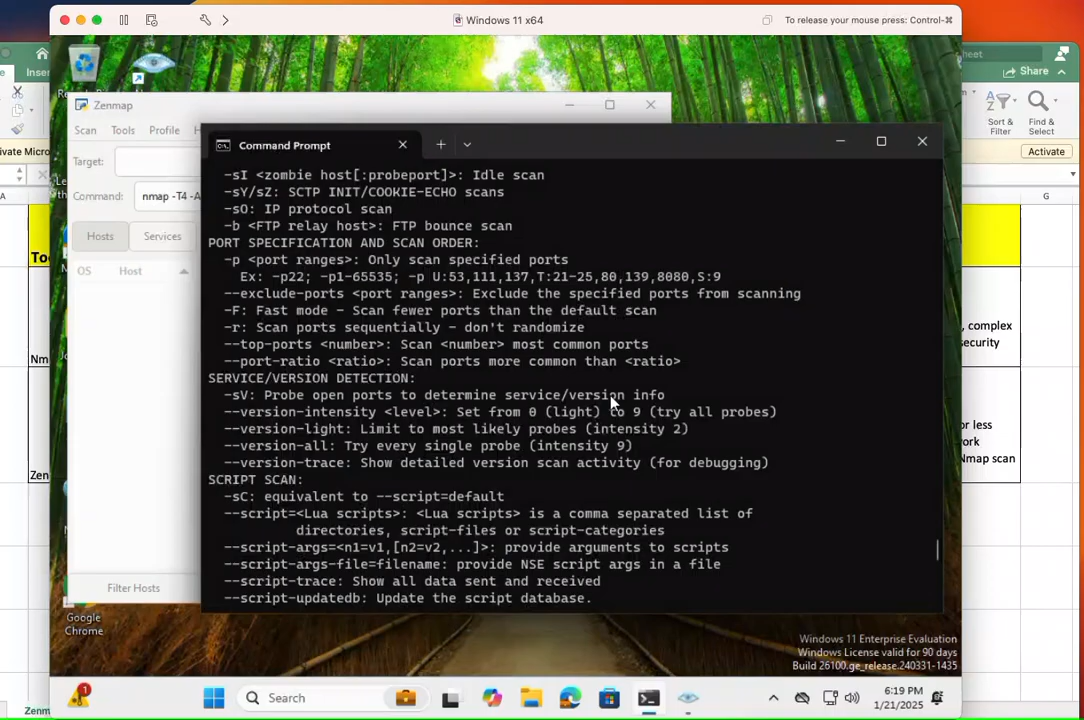 Windows 11 x64
To release your mouse press: Control-⌘
Share
Sort &
Filter
Find &
Select
Activate
G
Zenmap
Scan Tools Profile
Target:
Command: nmap -T4 -A
Hosts Services
OS Host
Filter Hosts
Command Prompt
-sI <zombie host[:probeport]>: Idle scan
-sY/sZ: SCTP INIT/COOKIE-ECHO scans
-sO: IP protocol scan
-b <FTP relay host>: FTP bounce scan
PORT SPECIFICATION AND SCAN ORDER:
-p <port ranges>: Only scan specified ports
Ex: -p22; -p1-65535; -p U:53,111,137,T:21-25,80,139,8080,S:9
--exclude-ports <port ranges>: Exclude the specified ports from scanning
-F: Fast mode - Scan fewer ports than the default scan
-r: Scan ports sequentially - don't randomize
--top-ports <number>: Scan <number> most common ports
--port-ratio <ratio>: Scan ports more common than <ratio>
SERVICE/VERSION DETECTION:
-sV: Probe open ports to determine service/version info
--version-intensity <level>: Set from 0 (light) to 9 (try all probes)
--version-light: Limit to most likely probes (intensity 2)
--version-all: Try every single probe (intensity 9)
--version-trace: Show detailed version scan activity (for debugging)
SCRIPT SCAN:
-sC: equivalent to --script=default
--script=<Lua scripts>: <Lua scripts> is a comma separated list of
directories, script-files or script-categories
--script-args=<n1=v1,[n2=v2,...]>: provide arguments to scripts
--script-args-file=filename: provide NSE script args in a file
--script-trace: Show all data sent and received
--script-updatedb: Update the script database.
, complex
security
or less
work
Nmap scan
Google
Chrome
Windows 11 Enterprise Evaluation
Windows License valid for 90 days
Build 26100.ge_release.240331-1435
1
Search
6:19 PM
1/21/2025